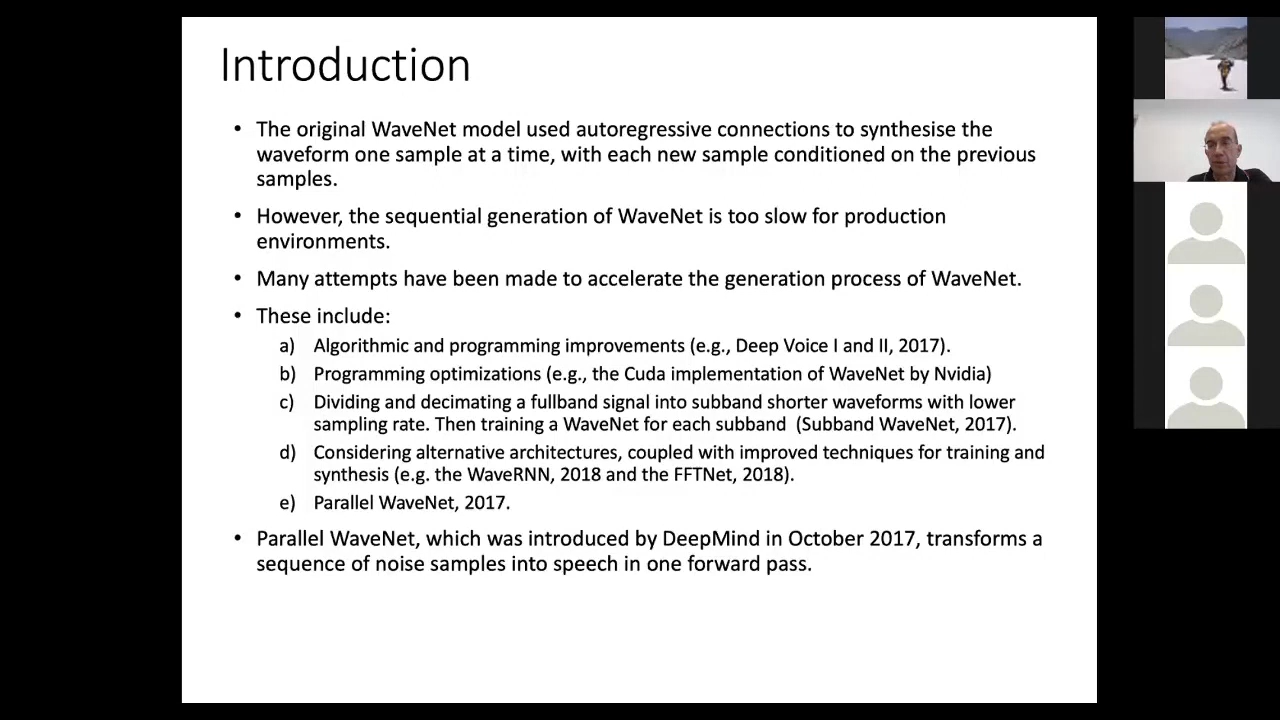 Introduction
• The original WaveNet model used autoregressive connections to synthesise the
waveform one sample at a time, with each new sample conditioned on the previous
samples.
• However, the sequential generation of WaveNet is too slow for production
environments.
• Many attempts have been made to accelerate the generation process of WaveNet.
• These include:
a) Algorithmic and programming improvements (e.g., Deep Voice I and II, 2017).
b) Programming optimizations (e.g., the Cuda implementation of WaveNet by Nvidia)
c) Dividing and decimating a fullband signal into subband shorter waveforms with lower
sampling rate. Then training a WaveNet for each subband (Subband WaveNet, 2017).
d) Considering alternative architectures, coupled with improved techniques for training and
synthesis (e.g. the WaveRNN, 2018 and the FFTNet, 2018).
e) Parallel WaveNet, 2017.
• Parallel WaveNet, which was introduced by DeepMind in October 2017, transforms a
sequence of noise samples into speech in one forward pass.